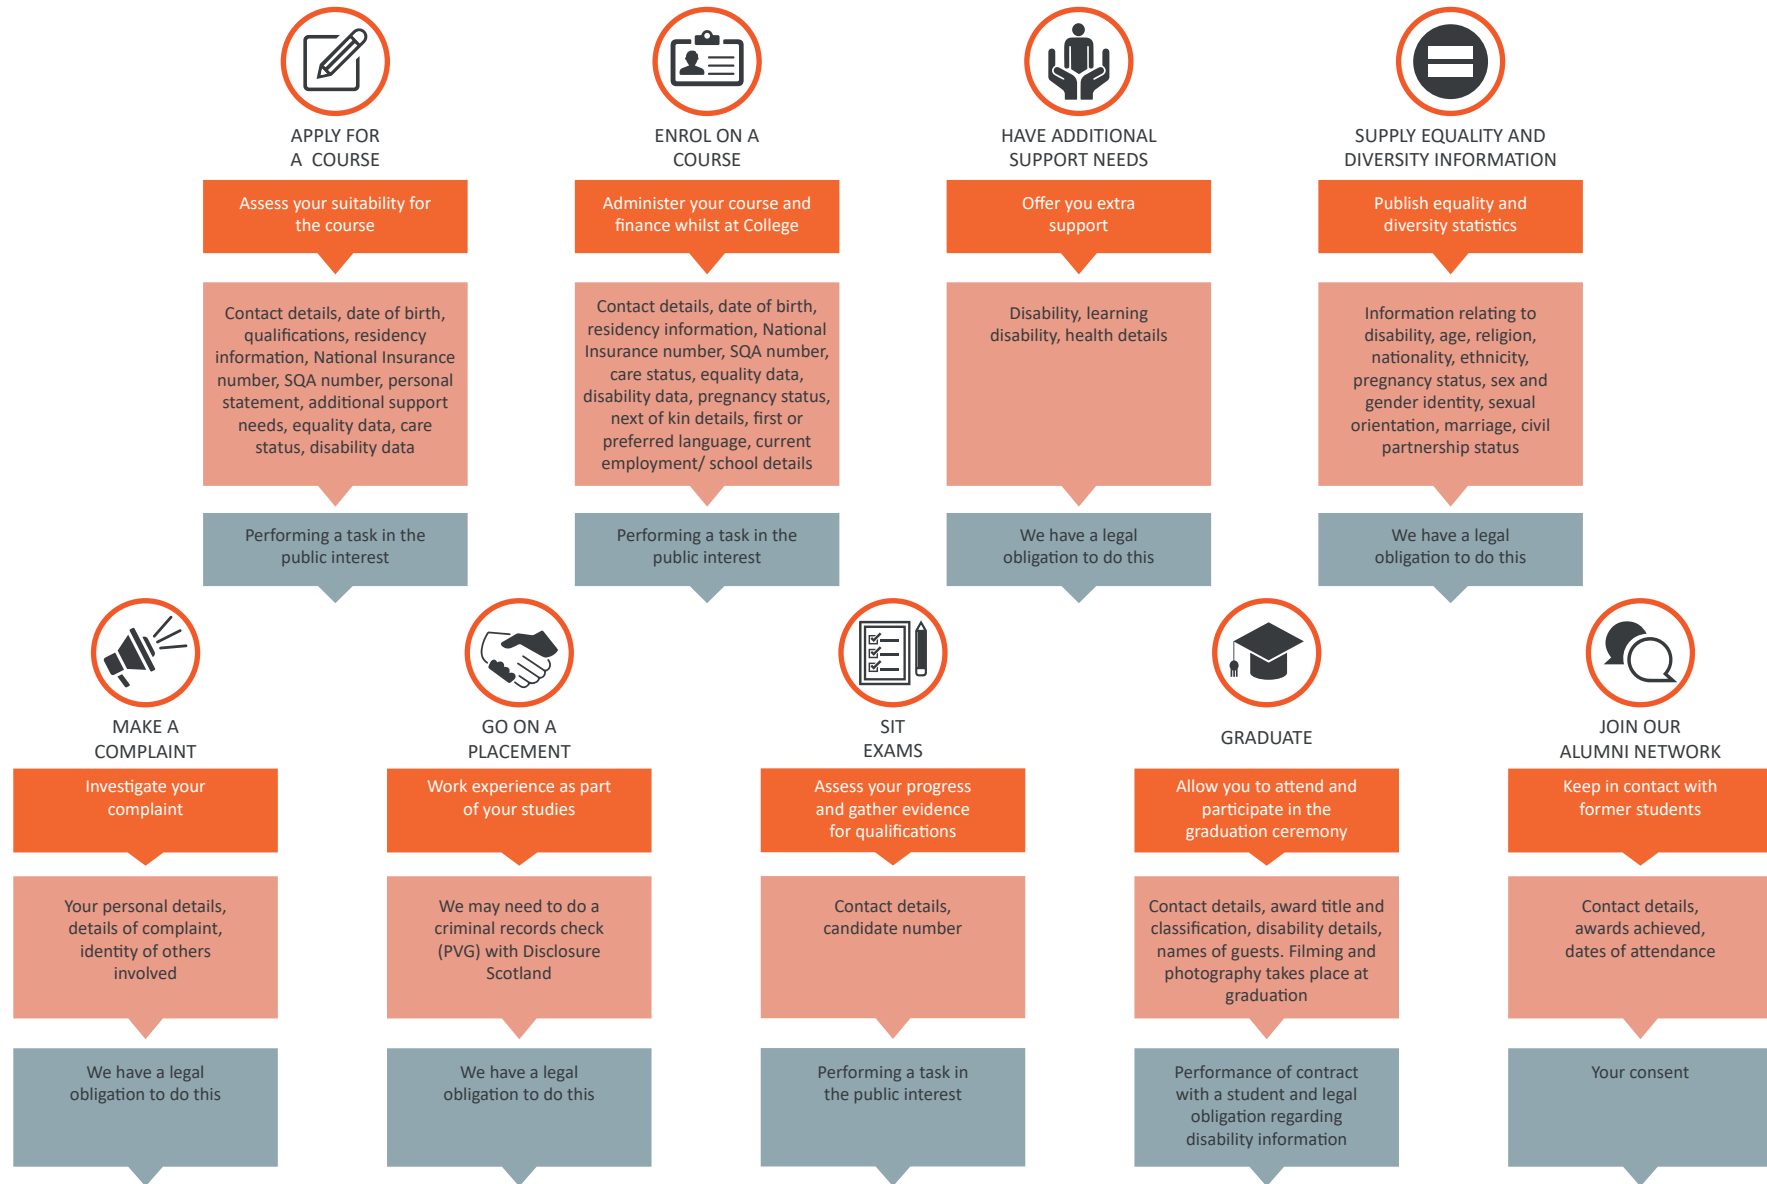 APPLY FOR
A COURSE
Assess your suitability for
the course
Contact details, date of birth,
qualifications, residency
information, National Insurance
number, SQA number, personal
statement, additional support
needs, equality data, care
status, disability data
Performing a task in the
public interest
ENROL ON A
COURSE
Administer your course and
finance whilst at College
Contact details, date of birth,
residency information, National
Insurance number, SQA number,
care status, equality data,
disability data, pregnancy status,
next of kin details, first or
preferred language, current
employment/ school details
Performing a task in the
public interest
HAVE ADDITIONAL
SUPPORT NEEDS
Offer you extra
support
Disability, learning
disability, health details
We have a legal
obligation to do this
SUPPLY EQUALITY AND
DIVERSITY INFORMATION
Publish equality and
diversity statistics
Information relating to
disability, age, religion,
nationality, ethnicity,
pregnancy status, sex and
gender identity, sexual
orientation, marriage, civil
partnership status
We have a legal
obligation to do this
MAKE A
COMPLAINT
Investigate your
complaint
Your personal details,
details of complaint,
identity of others
involved
We have a legal
obligation to do this
GO ON A
PLACEMENT
Work experience as part
of your studies
We may need to do a
criminal records check
(PVG) with Disclosure
Scotland
We have a legal
obligation to do this
SIT
EXAMS
Assess your progress
and gather evidence
for qualifications
Contact details,
candidate number
Performing a task in
the public interest
GRADUATE
Allow you to attend and
participate in the
graduation ceremony
Contact details, award title and
classification, disability details,
names of guests. Filming and
photography takes place at
graduation
Performance of contract
with a student and legal
obligation regarding
disability information
JOIN OUR
ALUMNI NETWORK
Keep in contact with
former students
Contact details,
awards achieved,
dates of attendance
Your consent